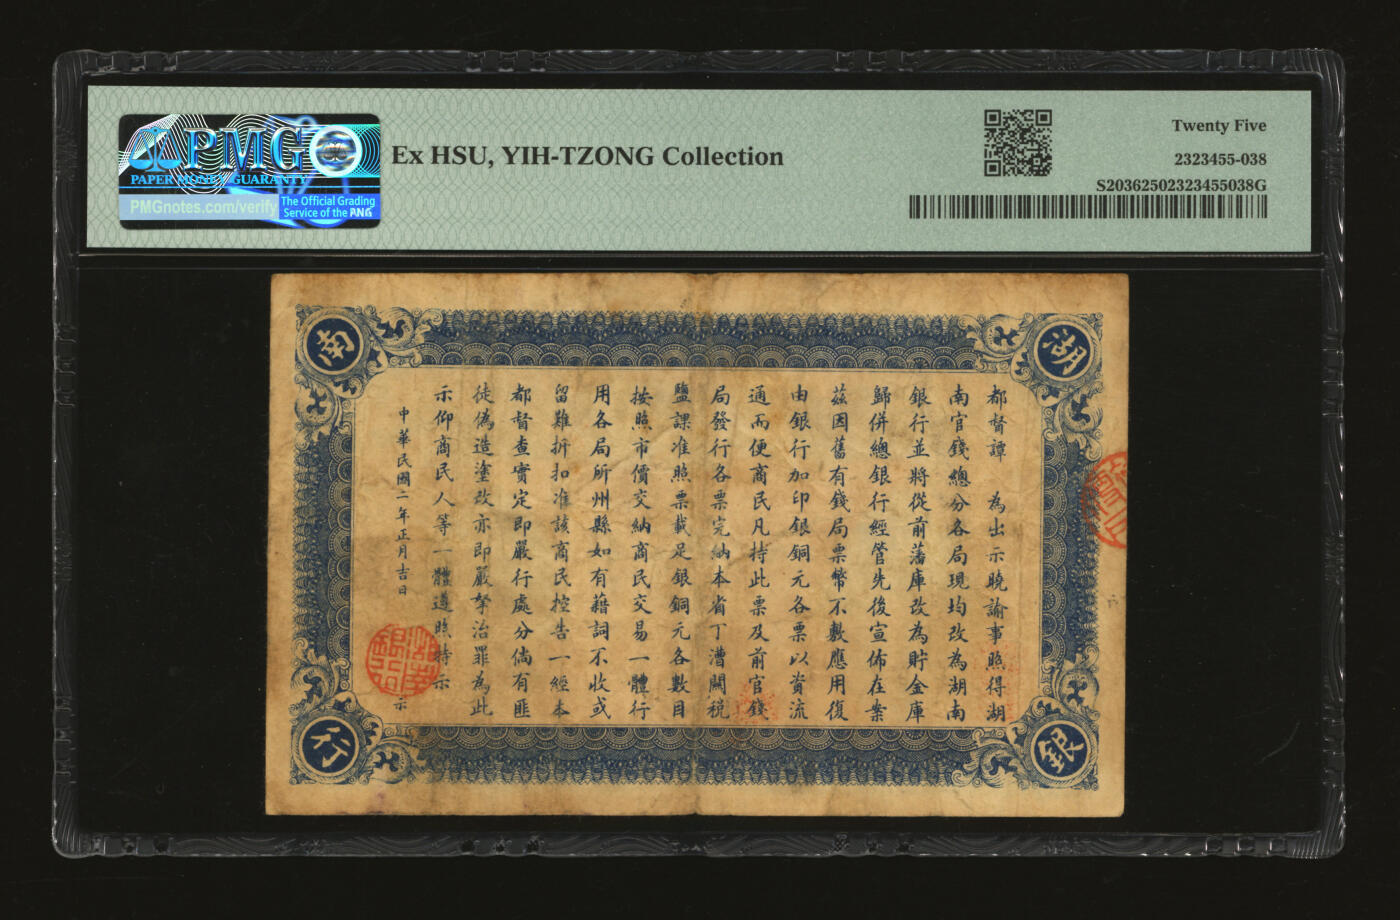 PMG
PAPER MONEY GUARANTY
PMGnotes.com/verify
The Official Grading
Service of the PNG
Ex HSU, YIH-TZONG Collection
Twenty Five
2323455-038
S20362502323455038G
湖
南
銀
行
都督譚 為出示曉諭事照得湖
南官錢總分各局現均改為湖南
銀行並將從前藩庫改為貯金庫
歸併總銀行經管先後宣佈在案
茲因舊有錢局票幣不敷應用復
由銀行加印銀銅元各票以資流
通而便商民凡持此票及前官錢
局發行各票完納本省丁漕關税
鹽課准照票載足銀銅元各數目
按照市價交納商民交易一體行
用各局所州縣如有藉詞不收或
留難折扣准該商民控告一經本
都督查實定即嚴行處分倘有匪
徒偽造塗改亦即嚴拏治罪為此
示仰商民人等一體遵照特示
中華民國二年正月吉日 示